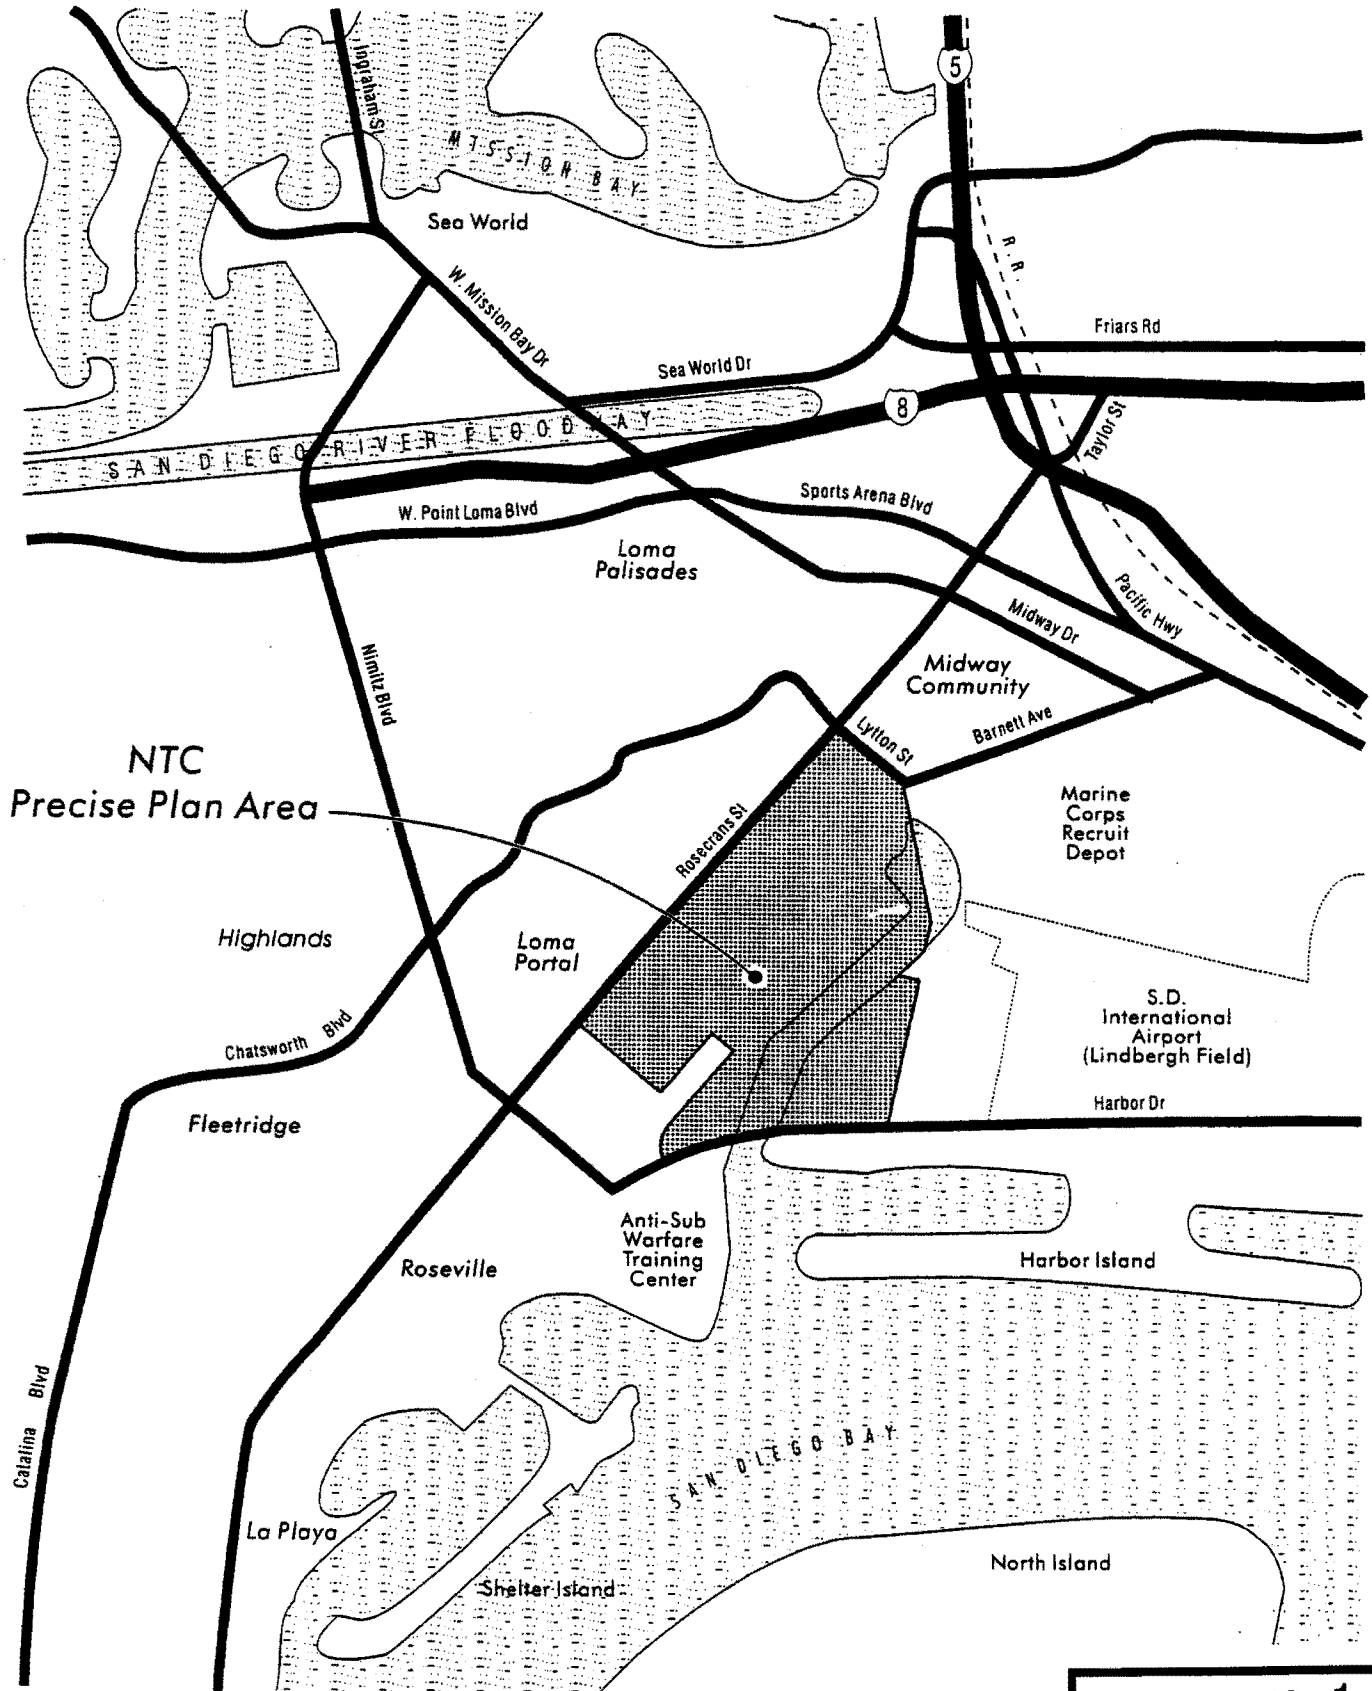 5
Ingraham St
MISSION BAY
Sea World
R. R.
W. Mission Bay Dr
Friars Rd
Sea World Dr
8
Taylor St
SAN DIEGO RIVER FLOODWAY
Sports Arena Blvd
W. Point Loma Blvd
Loma
Palisades
Pacific Hwy
Midway Dr
Nimitz Blvd
Midway
Community
Lytton St
Barnett Ave
NTC
Precise Plan Area
Marine
Corps
Recruit
Depot
Rosecrans St
Highlands
Loma
Portal
S.D.
International
Airport
(Lindbergh Field)
Chatsworth Blvd
Harbor Dr
Fleetridge
Anti-Sub
Warfare
Training
Center
Harbor Island
Roseville
Catalina Blvd
SAN DIEGO BAY
La Playa
North Island
Shelter Island